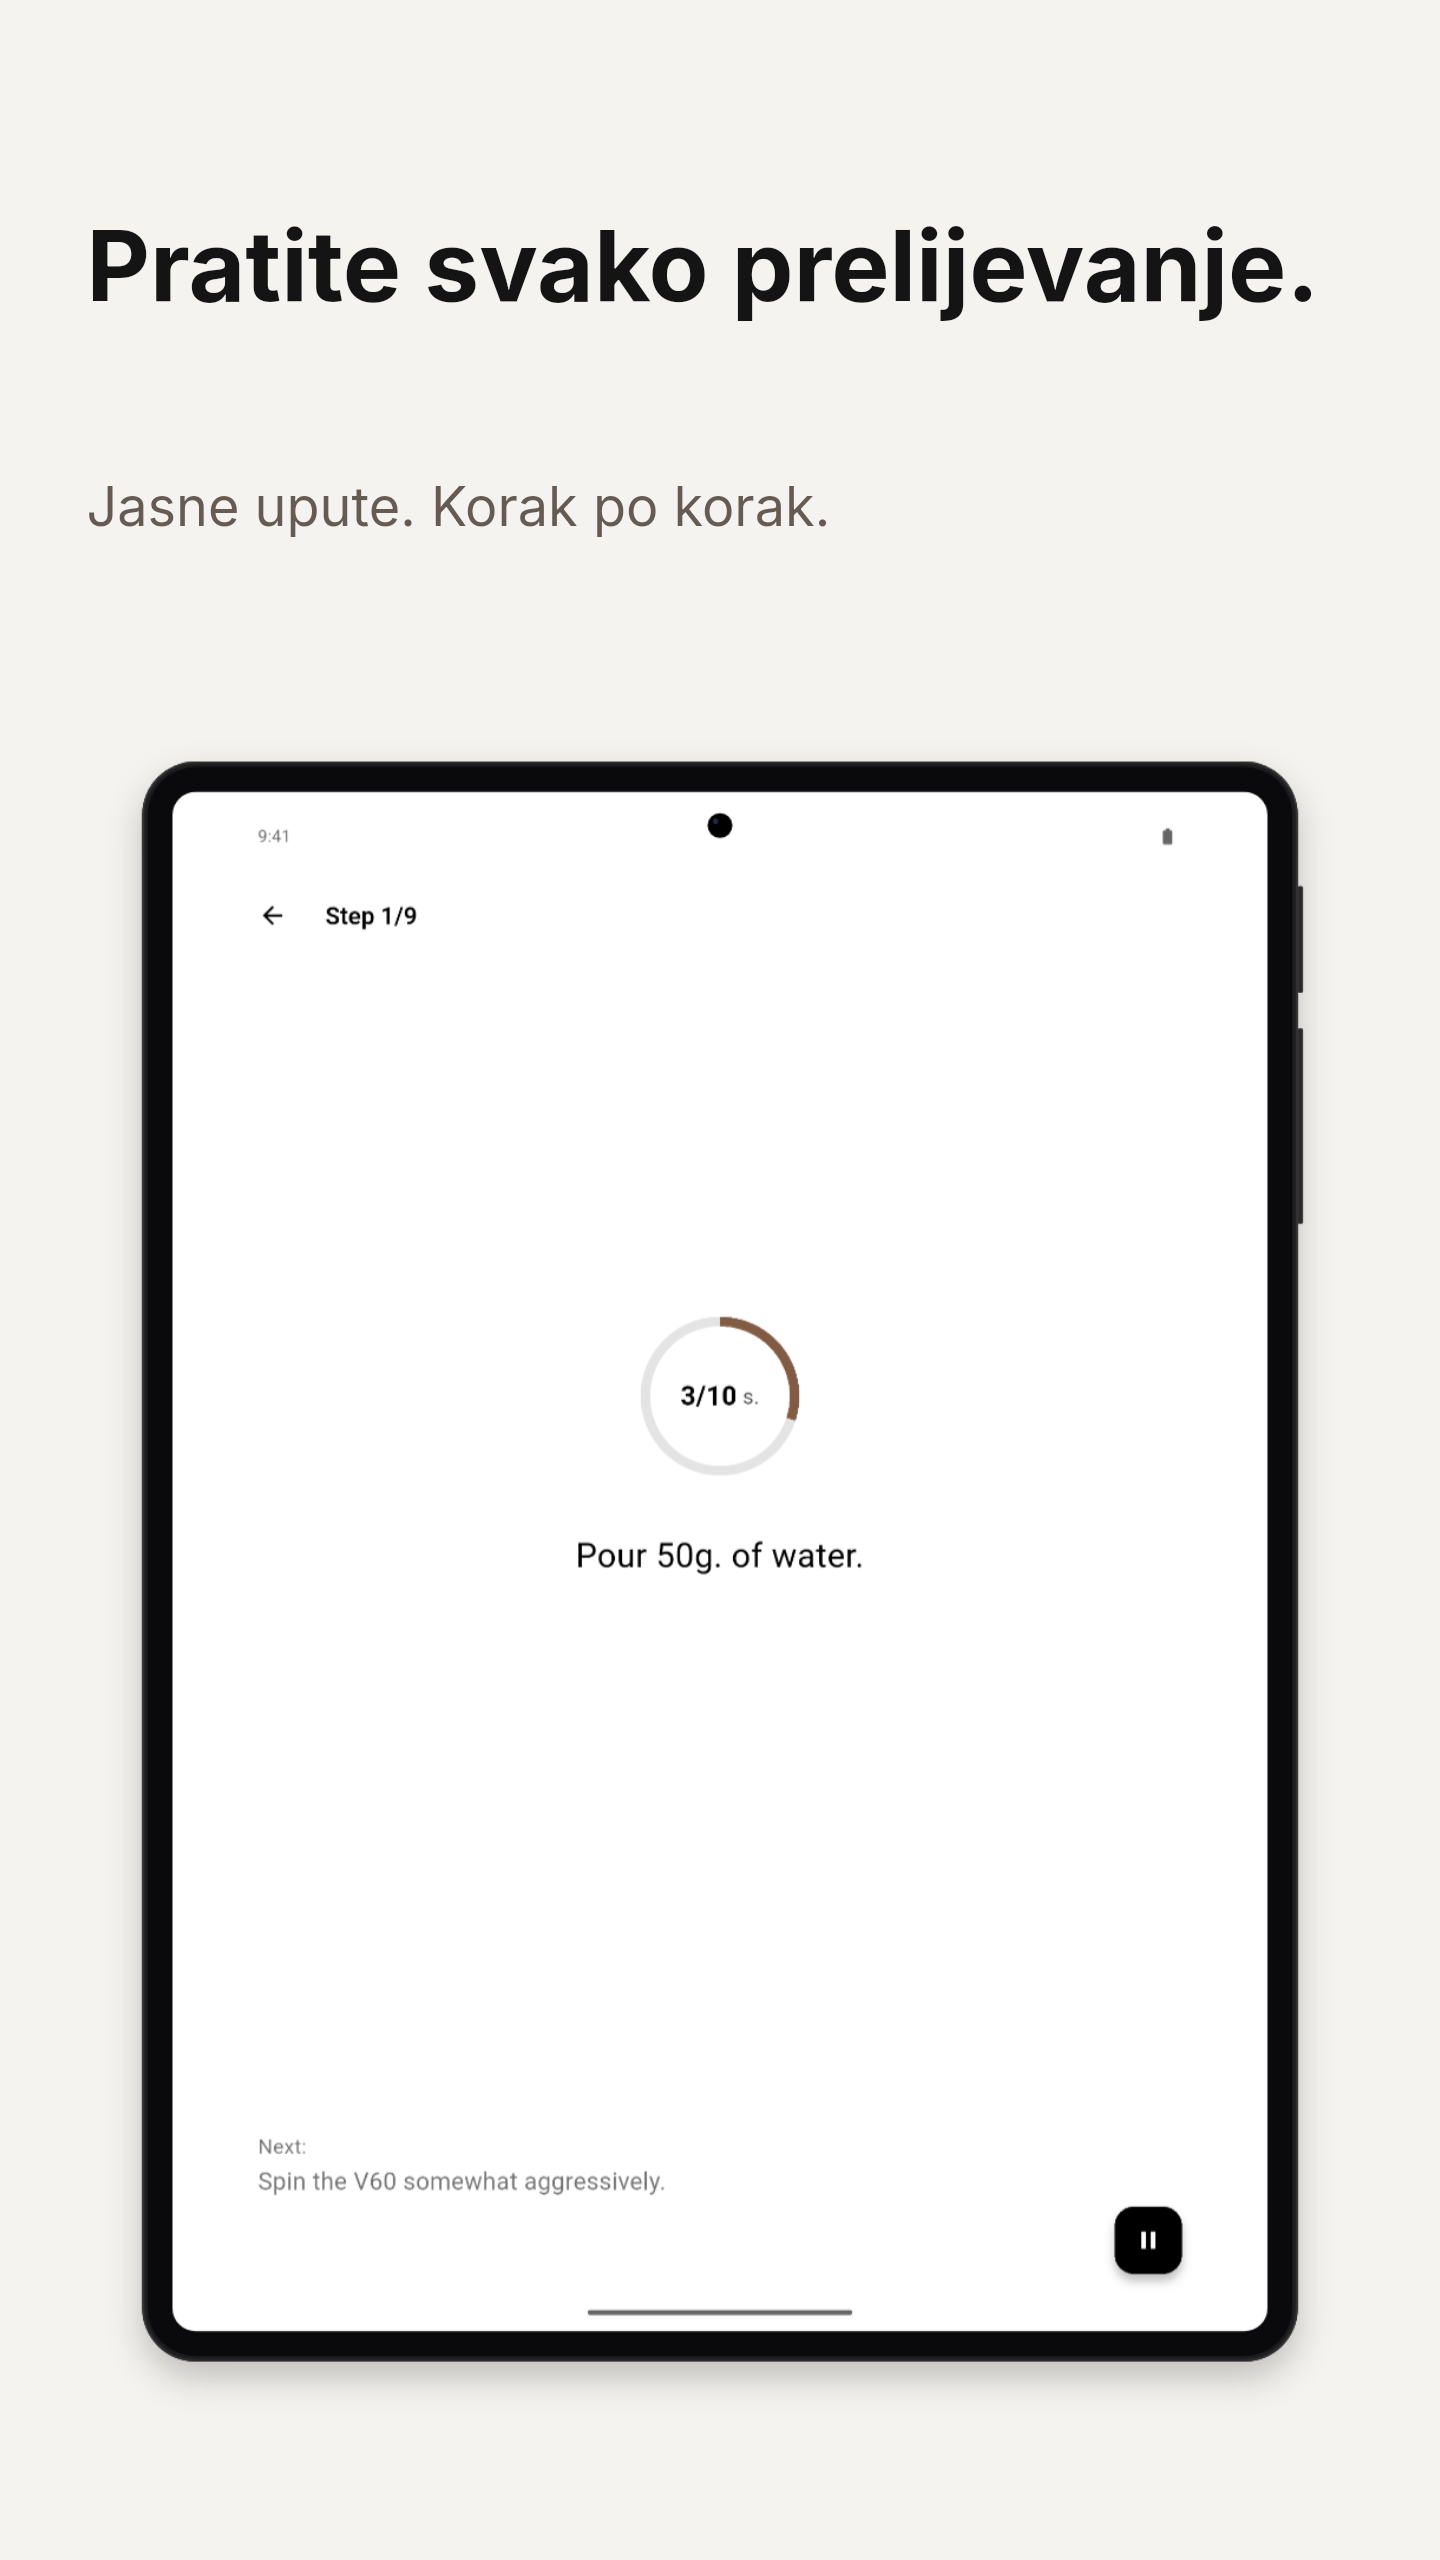 Pratite svako prelijevanje.
Jasne upute. Korak po korak.
9:41
Step 1/9
3/10 s.
Pour 50g. of water.
Next:
Spin the V60 somewhat aggressively.